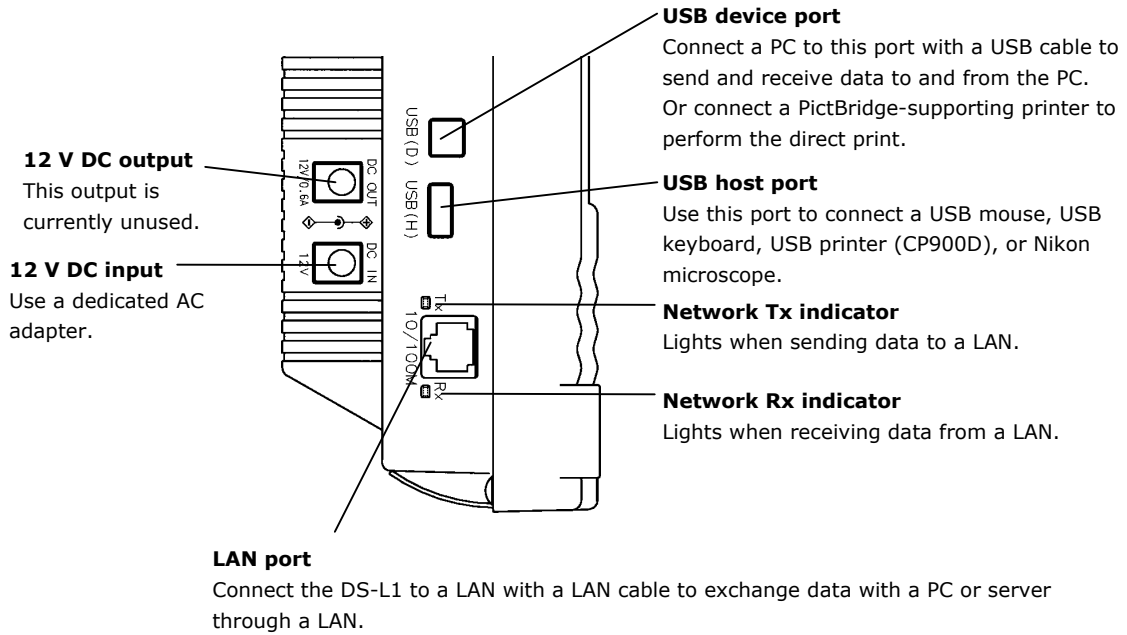 USB device port
Connect a PC to this port with a USB cable to
send and receive data to and from the PC.
Or connect a PictBridge-supporting printer to
perform the direct print.
12 V DC output
This output is
currently unused.
12 V DC input
Use a dedicated AC
adapter.
DC OUT
12V/0.6A
DC IN
12V
USB(D)
USB(H)
Tx
10/100M
Rx
USB host port
Use this port to connect a USB mouse, USB
keyboard, USB printer (CP900D), or Nikon
microscope.
Network Tx indicator
Lights when sending data to a LAN.
Network Rx indicator
Lights when receiving data from a LAN.
LAN port
Connect the DS-L1 to a LAN with a LAN cable to exchange data with a PC or server
through a LAN.